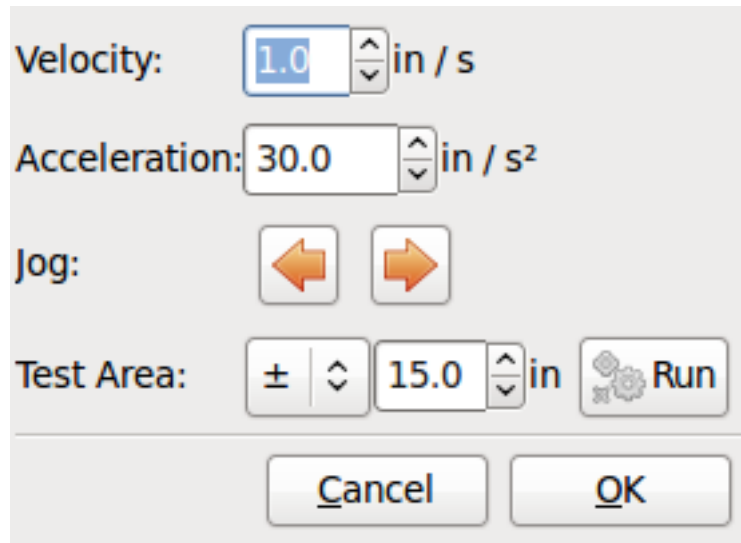 Velocity: 1.0 in / s
Acceleration: 30.0 in / s²
Jog:
Test Area: ± 15.0 in Run
Cancel OK